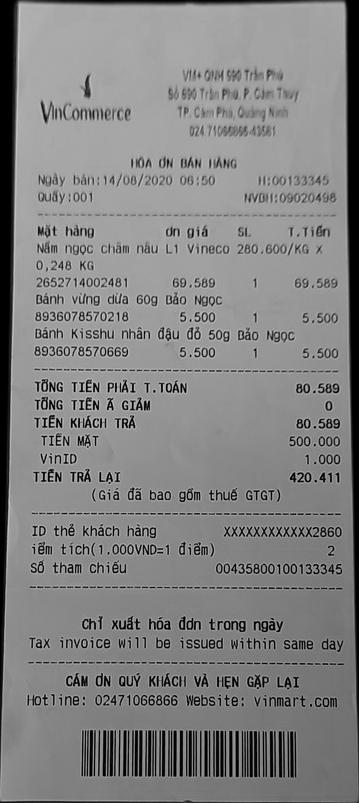 VinCommerce
VM+ QNH 590 Trần Phú
Số 590 Trần Phú, P. Cẩm Thủy
TP. Cẩm Phả, Quảng Ninh
024.71066866-43561
HÓA ƠN BÁN HÀNG
Ngày bán:14/08/2020 06:50 H:00133345
Quầy:001 NVBH:09020498
Mặt hàng ơn giá SL T.Tiền
Nấm ngọc châm nâu L1 Vineco 280.600/KG X
0,248 KG
2652714002481 69.589 1 69.589
Bánh vừng dừa 60g Bảo Ngọc
8936078570218 5.500 1 5.500
Bánh Kisshu nhân đậu đỏ 50g Bảo Ngọc
8936078570669 5.500 1 5.500
TỔNG TIỀN PHẢI T.TOÁN 80.589
TỔNG TIỀN Ã GIẢM 0
TIỀN KHÁCH TRẢ 80.589
TIỀN MẶT 500.000
VinID 1.000
TIỀN TRẢ LẠI 420.411
(Giá đã bao gồm thuế GTGT)
ID thẻ khách hàng XXXXXXXXXXXX2860
iểm tích(1.000VND=1 điểm) 2
Số tham chiếu 00435800100133345
Chỉ xuất hóa đơn trong ngày
Tax invoice will be issued within same day
CẢM ƠN QUÝ KHÁCH VÀ HẸN GẶP LẠI
Hotline: 02471066866 Website: vinmart.com